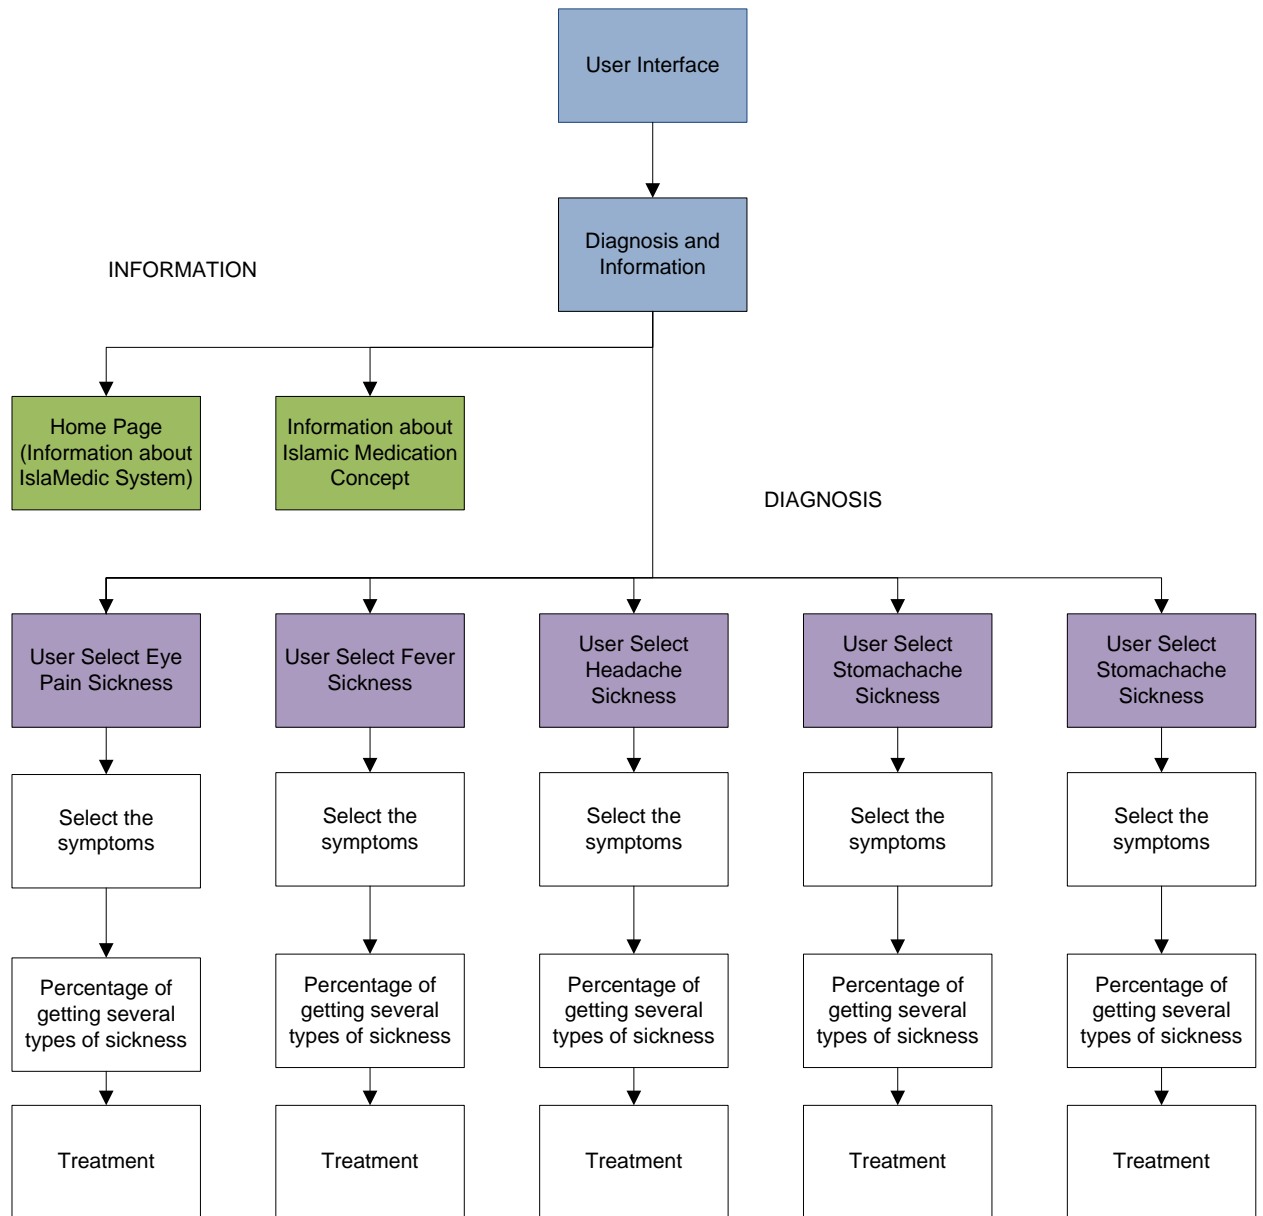 User Interface
Diagnosis and
Information
INFORMATION
Home Page
(Information about
IslaMedic System)
Information about
Islamic Medication
Concept
DIAGNOSIS
User Select Eye
Pain Sickness
User Select Fever
Sickness
User Select
Headache
Sickness
User Select
Stomachache
Sickness
User Select
Stomachache
Sickness
Select the
symptoms
Select the
symptoms
Select the
symptoms
Select the
symptoms
Select the
symptoms
Percentage of
getting several
types of sickness
Percentage of
getting several
types of sickness
Percentage of
getting several
types of sickness
Percentage of
getting several
types of sickness
Percentage of
getting several
types of sickness
Treatment
Treatment
Treatment
Treatment
Treatment